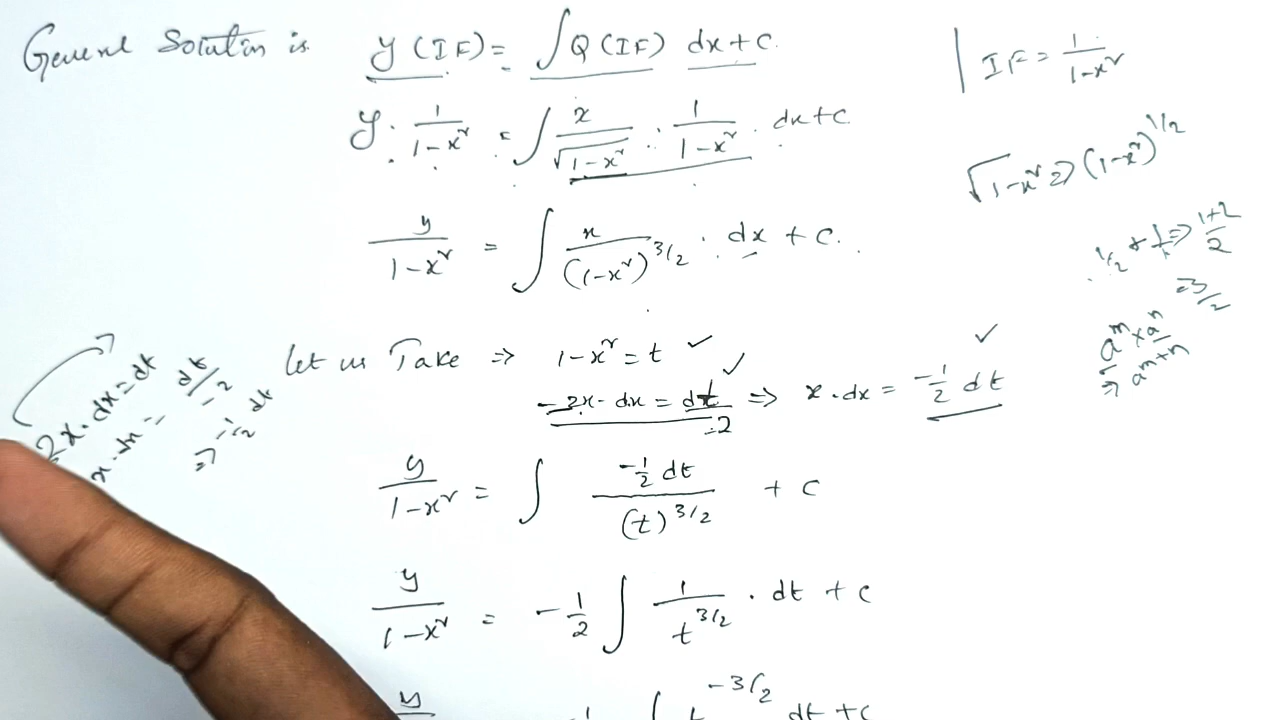 General Solution is y (IF) = ∫ Q (IF) dx + c.
| IF = 1/(1-x²)
y · 1/(1-x²) = ∫ x/√(1-x²) · 1/(1-x²) · dx + c.
√(1-x²) ⇒ (1-x²)^1/2
y/(1-x²) = ∫ x/(1-x²)^3/2 · dx + c.
1/2 + 1/1 ⇒ (1+2)/2
⇒ 3/2
a^m × a^n
⇒ a^m+n
let us Take ⇒ 1-x² = t ✓
-2x · dx = dt/-2 ✓ ⇒ x · dx = -1/2 dt ✓
2x · dx = dt
x · dx = dt/-2
⇒ -1/2 dt
y/(1-x²) = ∫ (-1/2 dt)/(t)^3/2 + c
y/(1-x²) = -1/2 ∫ 1/t^3/2 · dt + c
y -1 ∫ t^-3/2 dt + c